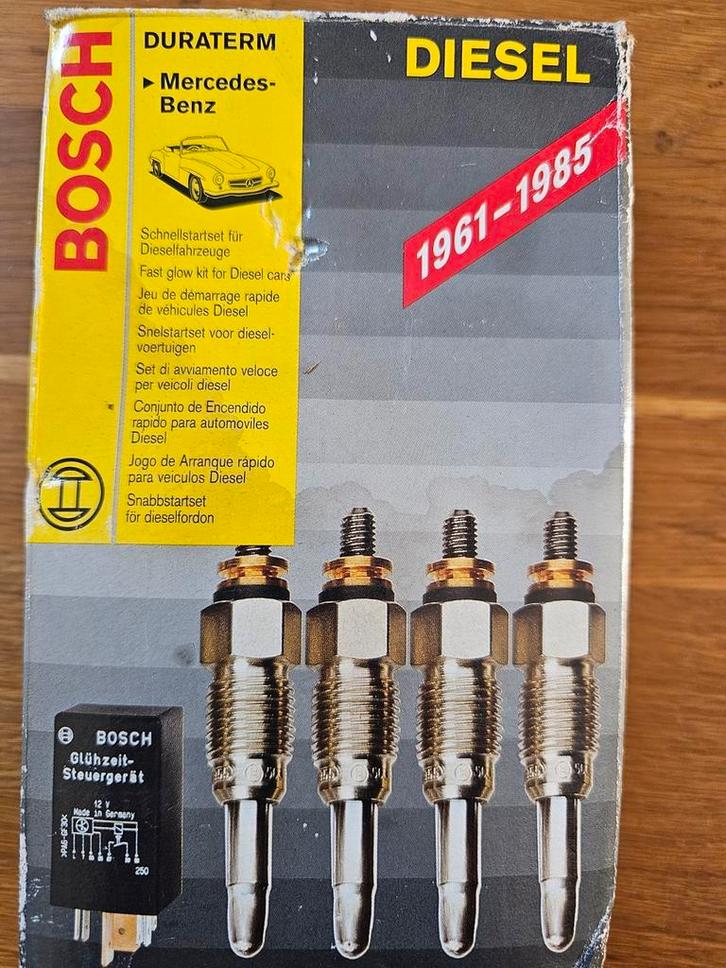 BOSCH
DURATERM
▸ Mercedes-
Benz
DIESEL
1961-1985
Schnellstartset für
Dieselfahrzeuge
Fast glow kit for Diesel cars
Jeu de démarrage rapide
de véhicules Diesel
Snelstartset voor diesel-
voertuigen
Set di avviamento veloce
per veicoli diesel
Conjunto de Encendido
rapido para automoviles
Diesel
Jogo de Arranque rápido
para veiculos Diesel
Snabbstartset
för dieselfordon
BOSCH
Glühzeit-
Steuergerät
12 V
Made in Germany
>PA6-GF30<
250